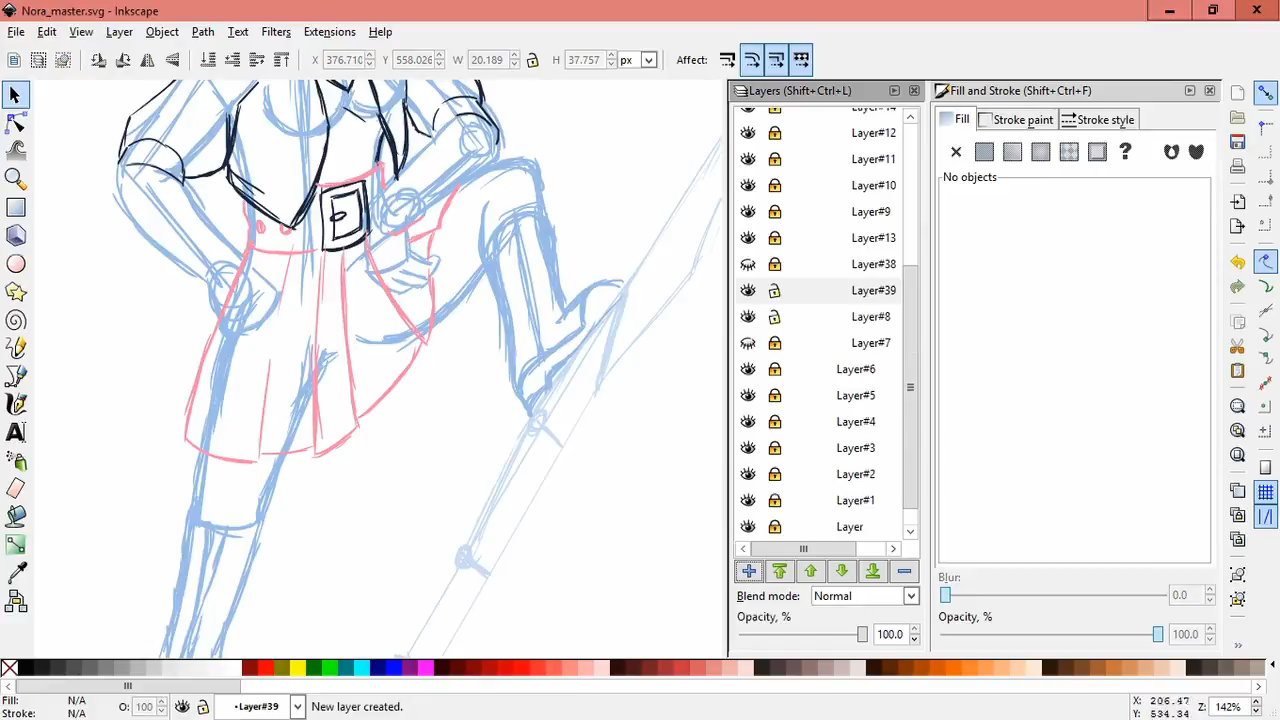 Nora_master.svg - Inkscape
File Edit View Layer Object Path Text Filters Extensions Help
X 376.710 Y 558.026 W 20.189 H 37.757 px Affect:
Layers (Shift+Ctrl+L)
Fill and Stroke (Shift+Ctrl+F)
Fill Stroke paint Stroke style
No objects
Layer#12
Layer#11
Layer#10
Layer#9
Layer#13
Layer#38
Layer#39
Layer#8
Layer#7
Layer#6
Layer#5
Layer#4
Layer#3
Layer#2
Layer#1
Layer
Blend mode: Normal
Opacity, %
100.0
Blur:
0.0
Opacity, %
100.0
Fill: N/A
Stroke: N/A
O: 100
•Layer#39
New layer created.
X: 206.47
Y: 534.34
Z: 142%